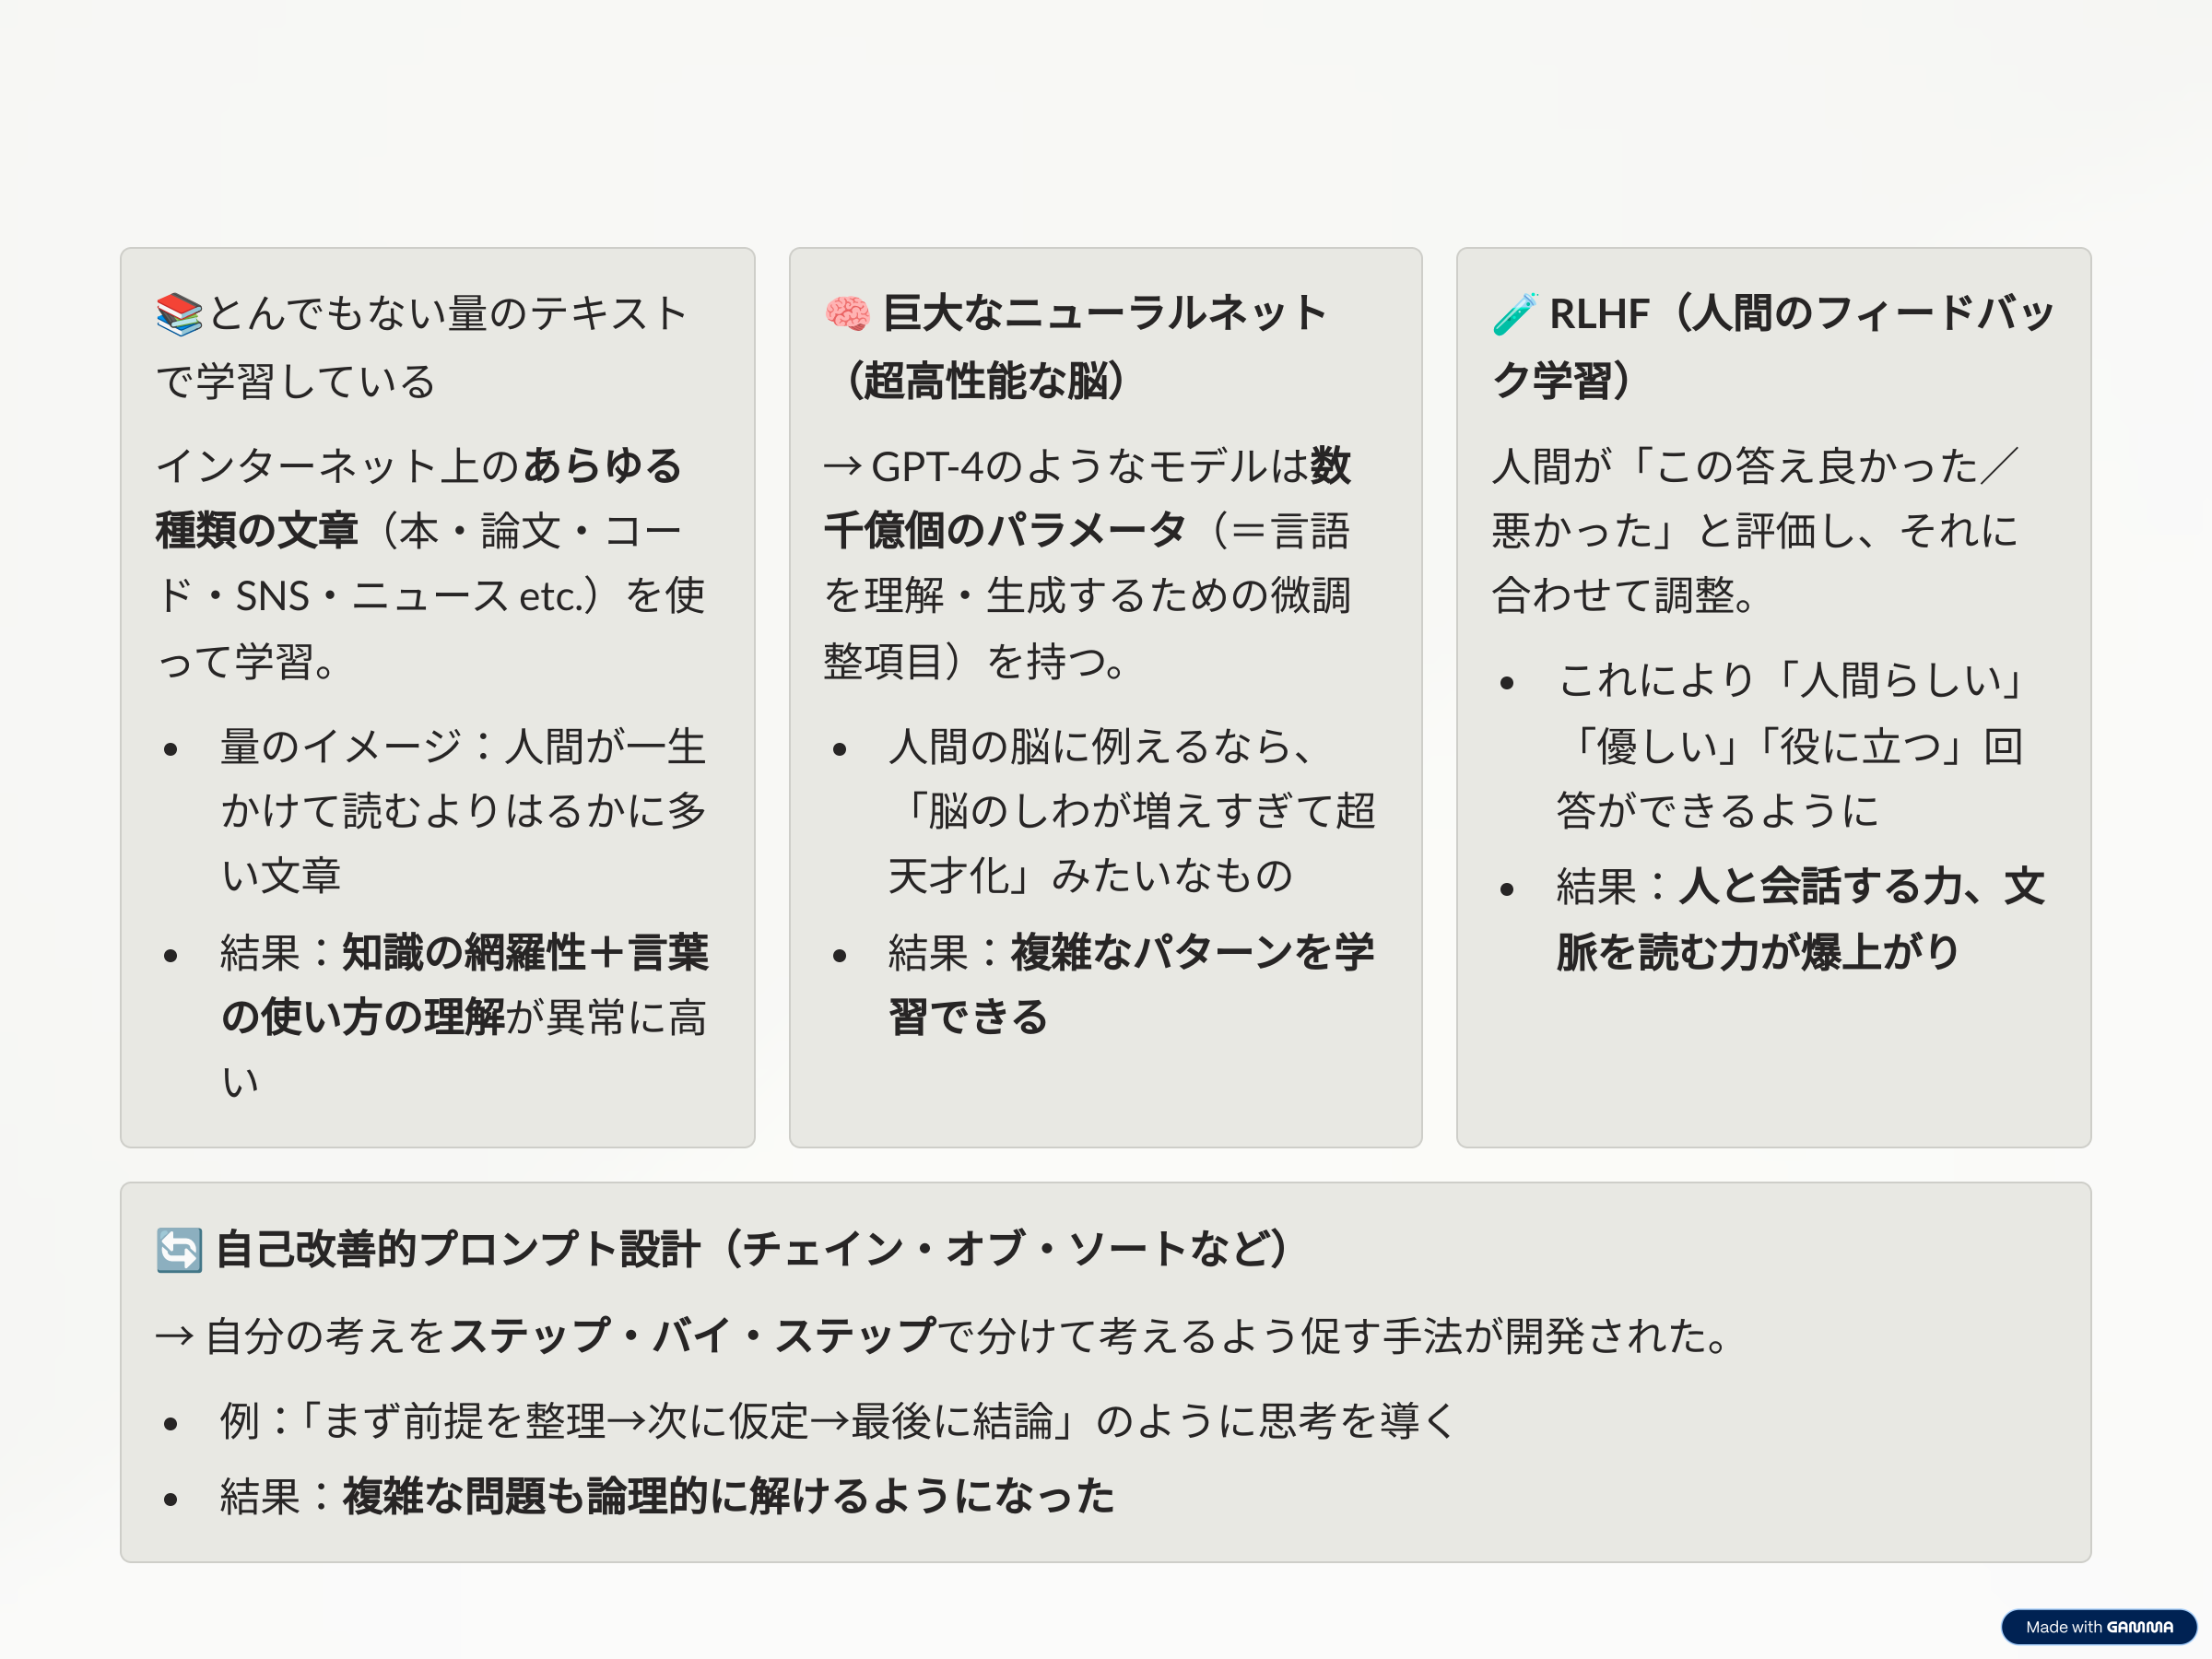 📚とんでもない量のテキスト
で学習している
インターネット上のあらゆる
種類の文章（本・論文・コー
ド・SNS・ニュース etc.）を使
って学習。
• 量のイメージ：人間が一生
かけて読むよりはるかに多
い文章
• 結果：知識の網羅性＋言葉
の使い方の理解が異常に高
い
🧠 巨大なニューラルネット
（超高性能な脳）
→ GPT-4のようなモデルは数
千億個のパラメータ（＝言語
を理解・生成するための微調
整項目）を持つ。
• 人間の脳に例えるなら、
「脳のしわが増えすぎて超
天才化」みたいなもの
• 結果：複雑なパターンを学
習できる
🧪 RLHF（人間のフィードバッ
ク学習）
人間が「この答え良かった／
悪かった」と評価し、それに
合わせて調整。
• これにより「人間らしい」
「優しい」「役に立つ」回
答ができるように
• 結果：人と会話する力、文
脈を読む力が爆上がり
🔄 自己改善的プロンプト設計（チェイン・オブ・ソートなど）
→ 自分の考えをステップ・バイ・ステップで分けて考えるよう促す手法が開発された。
• 例：「まず前提を整理→次に仮定→最後に結論」のように思考を導く
• 結果：複雑な問題も論理的に解けるようになった
Made with GAMMA